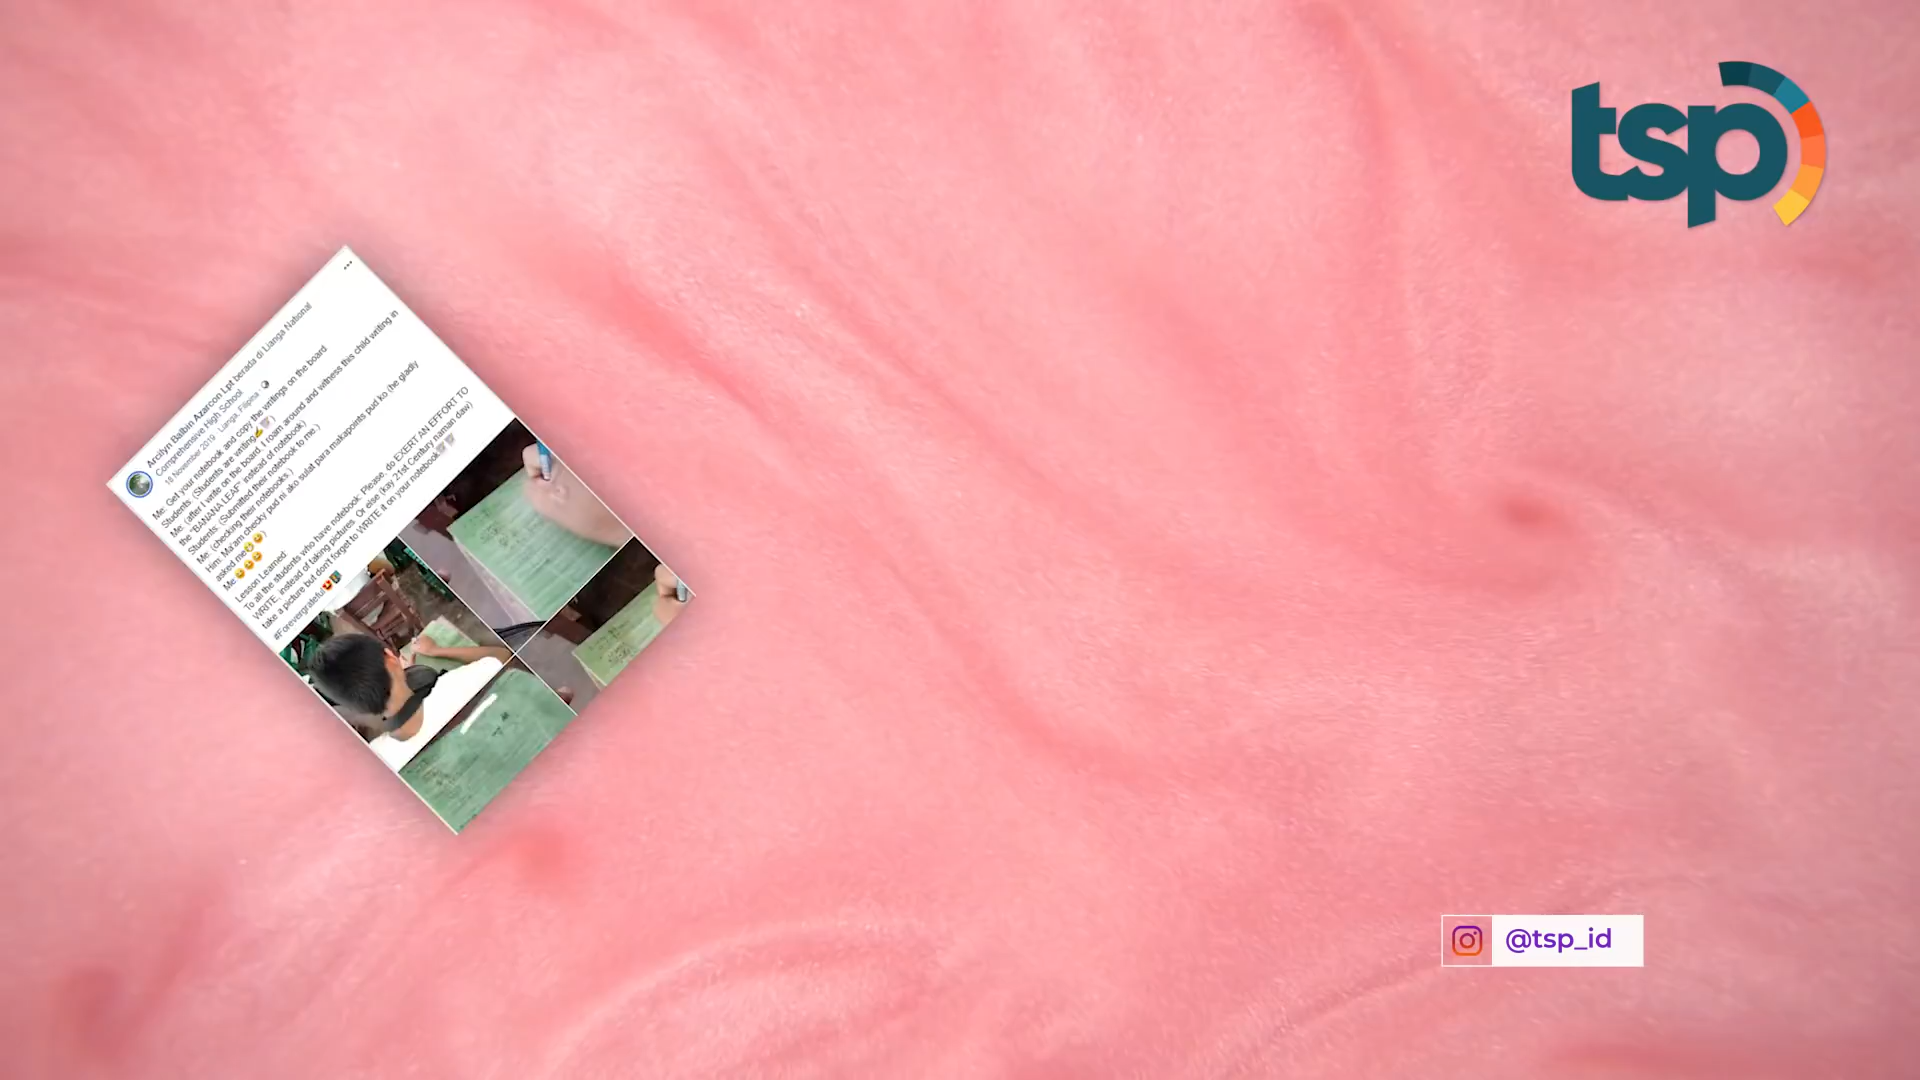 tsp
Arcilyn Balbin Azarcon Lpt berada di Lianga National
Comprehensive High School
18 November 2019 · Lianga, Filipina ·
Me: Get your notebook and copy the writings on the board
Students: (Students are writing)
Me: (after I write on the board, I roam around and witness this child writing in
the "BANANA LEAF" instead of notebook)
Students: (Submitted their notebook to me.)
Me: (checking their notebooks.)
Him: Ma'am checky pud ni ako sulat para makapoints pud ko (he gladly
asked me)
Me:
Lesson Learned:
To all the students who have notebook: Please, do EXERT AN EFFORT TO
WRITE, instead of taking pictures. Or else (kay 21st Century naman daw)
take a picture but don't forget to WRITE it on your notebook
#Forevergrateful
@tsp_id